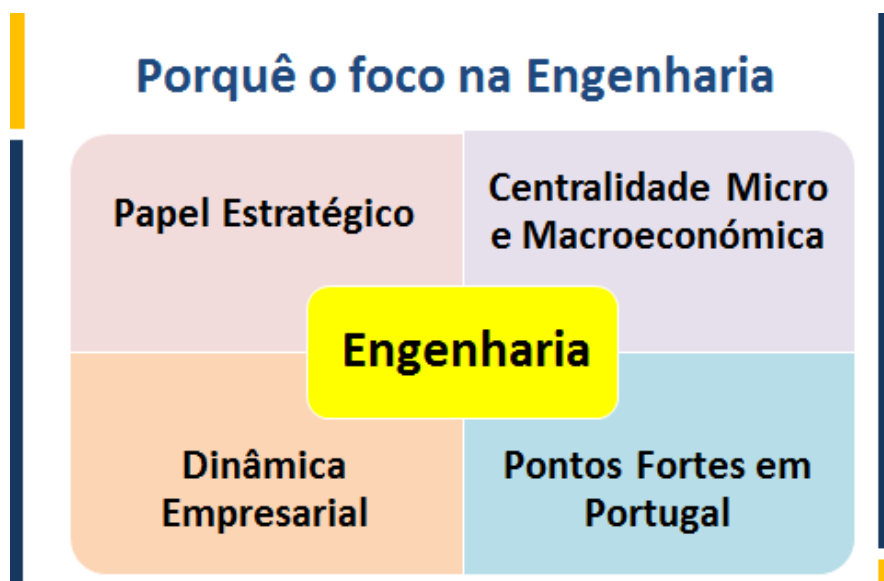 Porquê o foco na Engenharia
Papel Estratégico
Centralidade Micro
e Macroeconómica
Engenharia
Dinâmica
Empresarial
Pontos Fortes em
Portugal